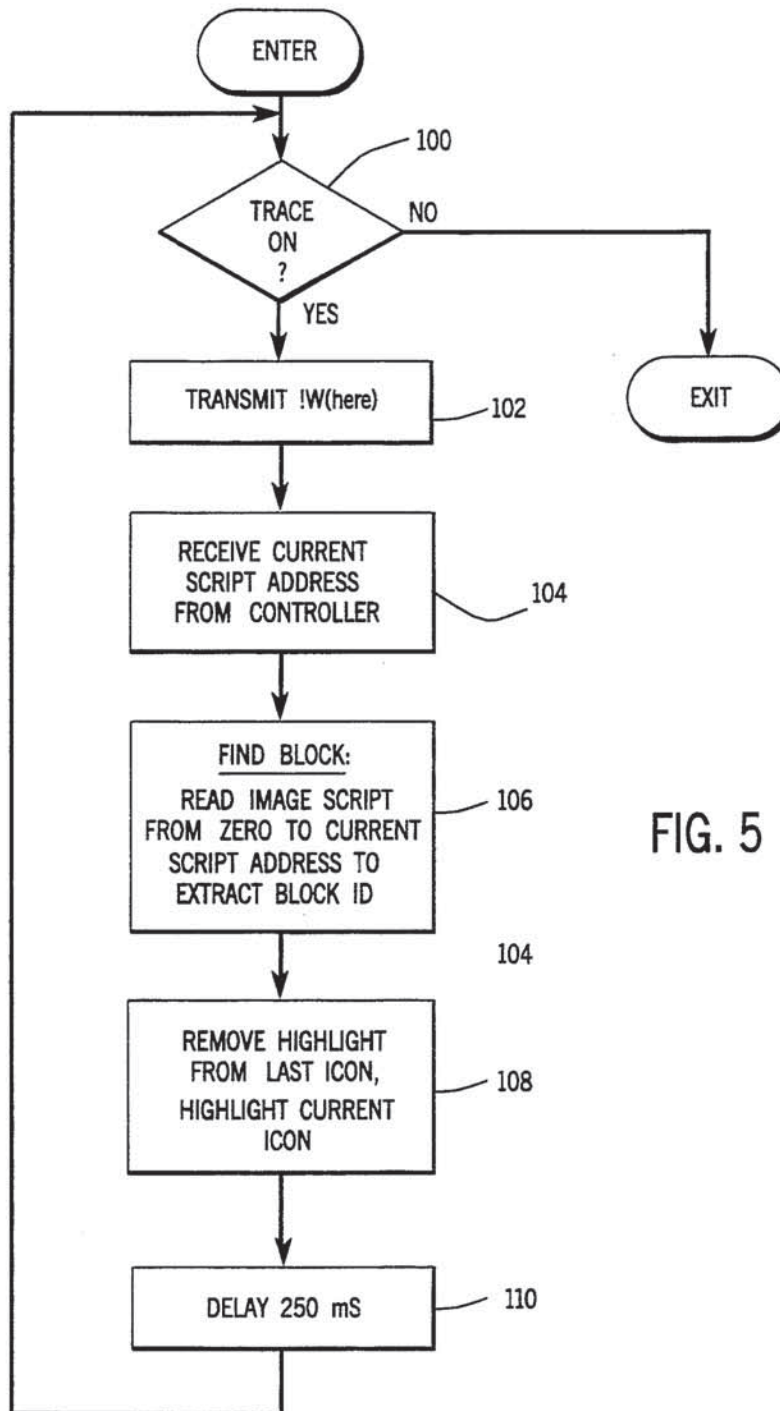 ENTER
100
TRACE
ON
?
NO
YES
TRANSMIT !W(here)
102
EXIT
RECEIVE CURRENT
SCRIPT ADDRESS
FROM CONTROLLER
104
FIND BLOCK:
READ IMAGE SCRIPT
FROM ZERO TO CURRENT
SCRIPT ADDRESS TO
EXTRACT BLOCK ID
106
FIG. 5
104
REMOVE HIGHLIGHT
FROM LAST ICON,
HIGHLIGHT CURRENT
ICON
108
DELAY 250 mS
110